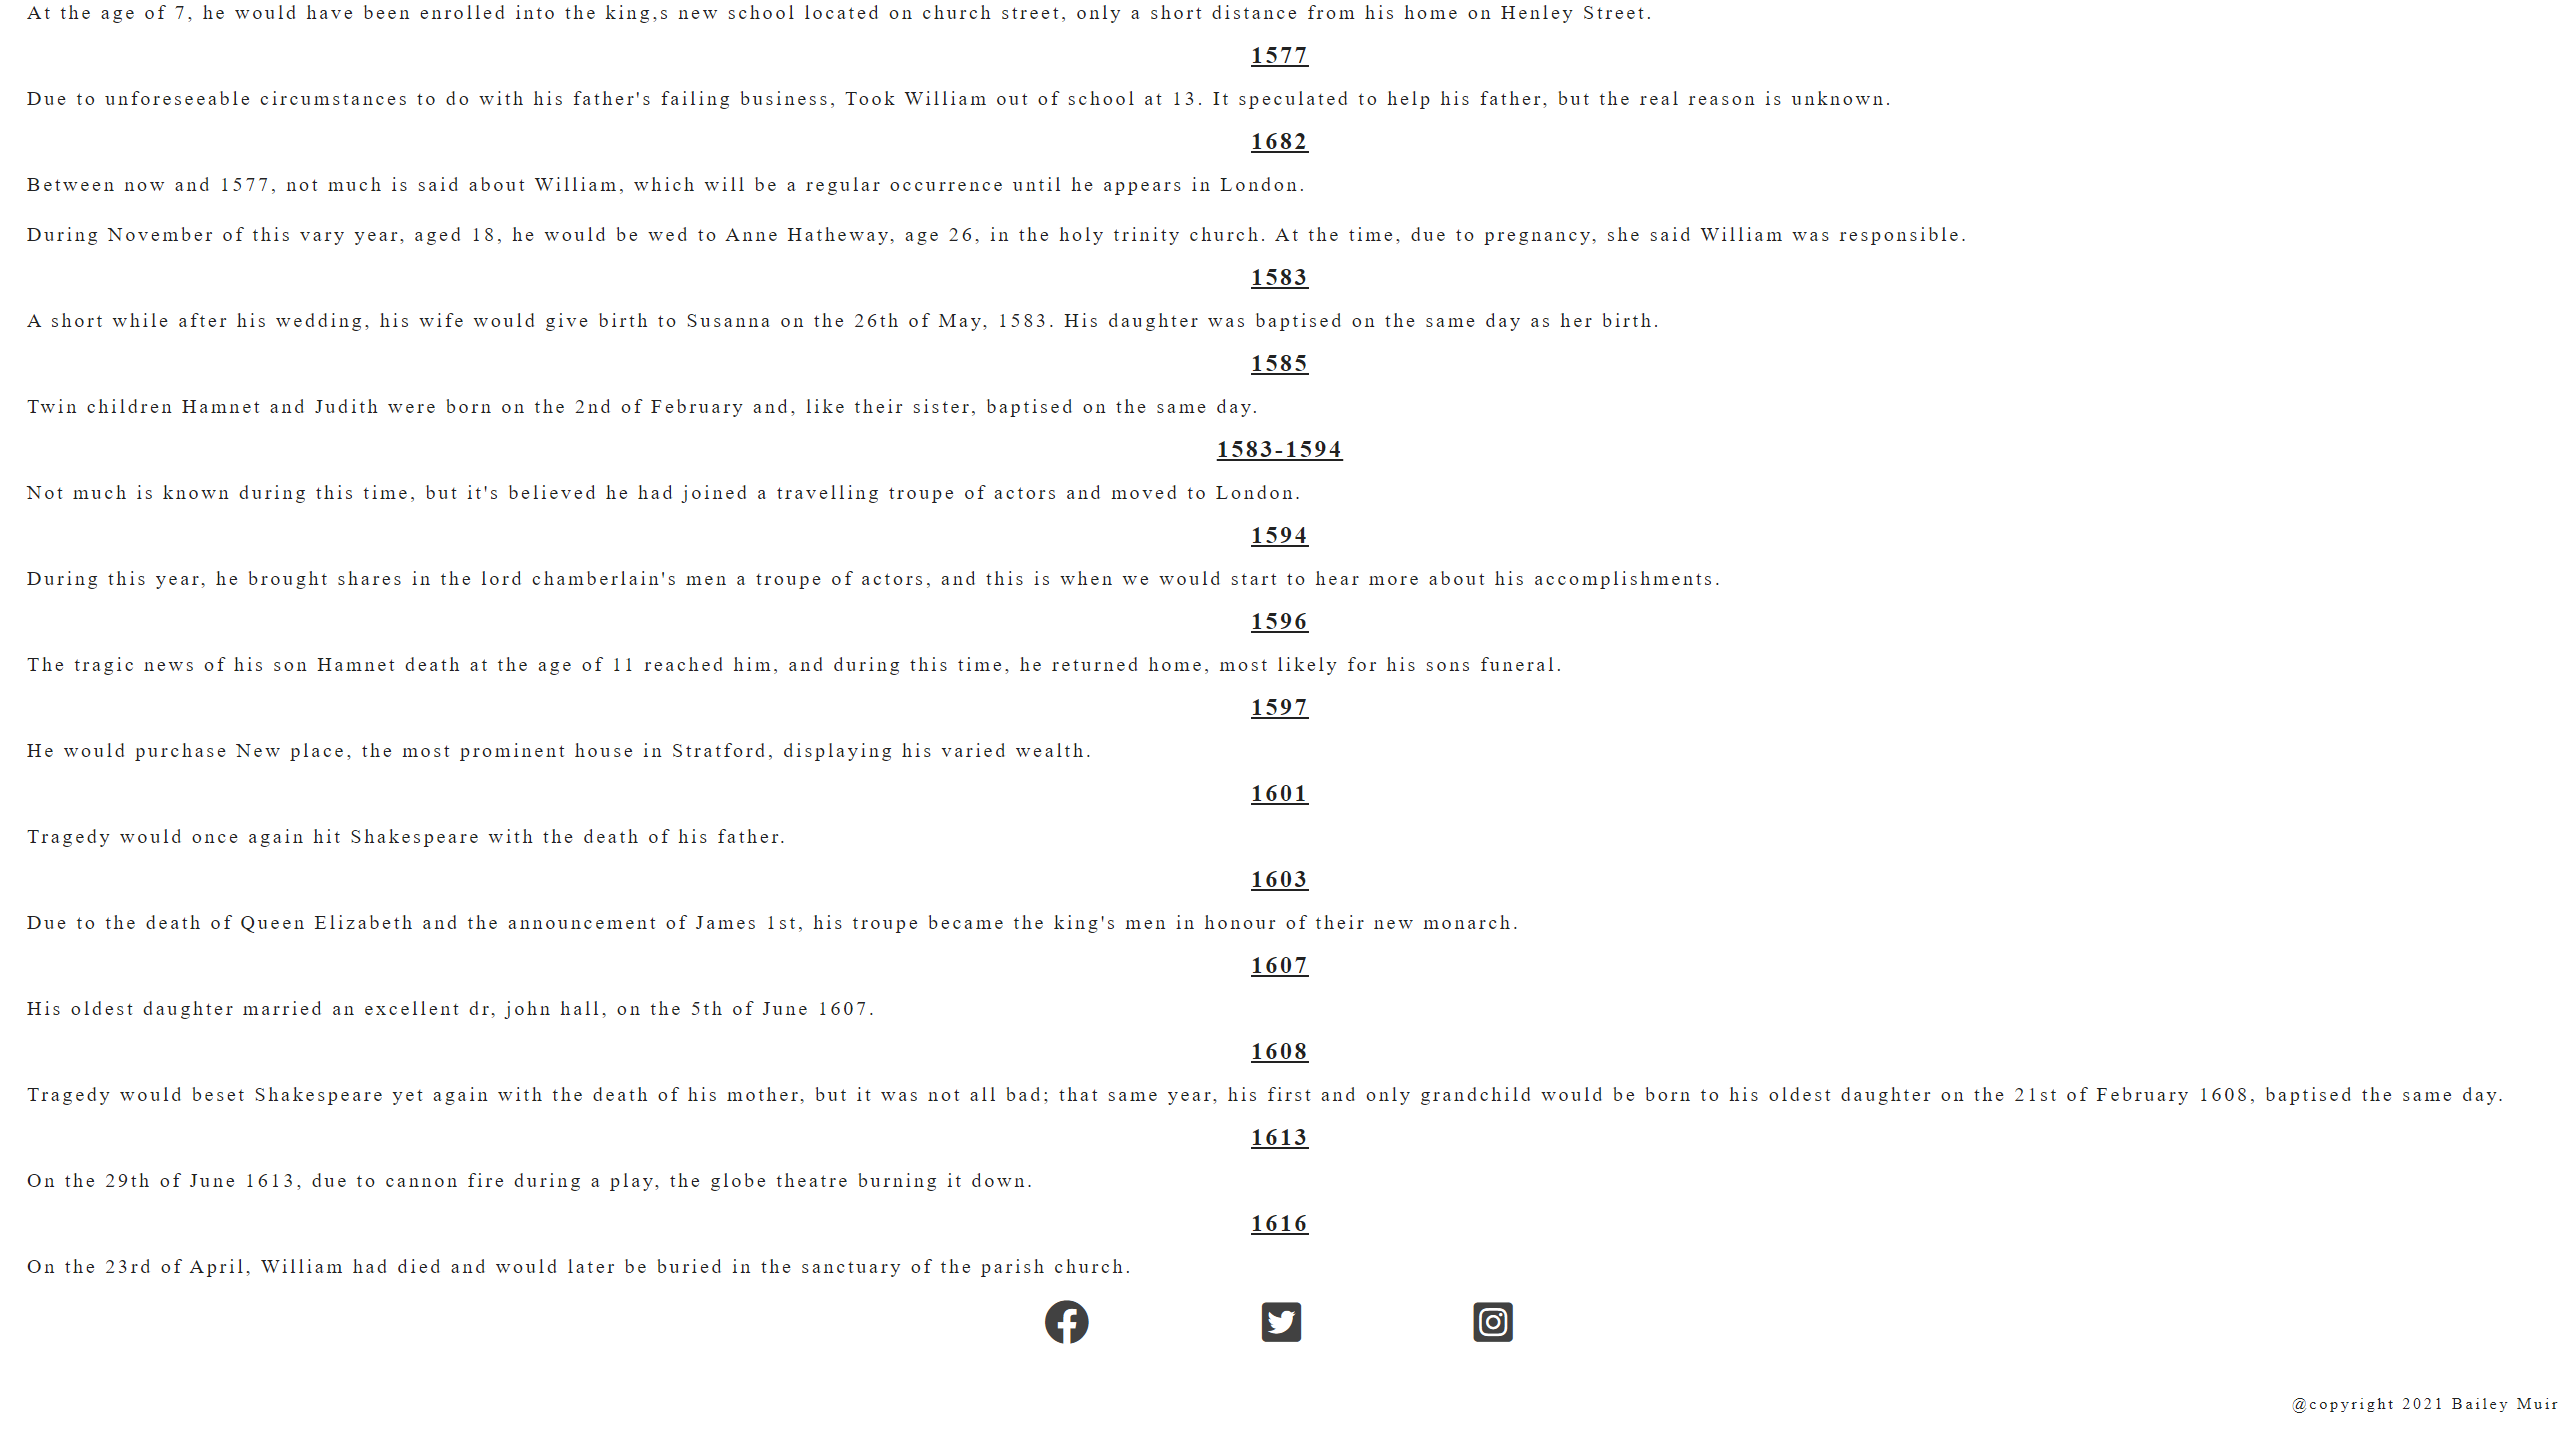 At the age of 7, he would have been enrolled into the king,s new school located on church street, only a short distance from his home on Henley Street.
1577
Due to unforeseeable circumstances to do with his father's failing business, Took William out of school at 13. It speculated to help his father, but the real reason is unknown.
1682
Between now and 1577, not much is said about William, which will be a regular occurrence until he appears in London.
During November of this vary year, aged 18, he would be wed to Anne Hatheway, age 26, in the holy trinity church. At the time, due to pregnancy, she said William was responsible.
1583
A short while after his wedding, his wife would give birth to Susanna on the 26th of May, 1583. His daughter was baptised on the same day as her birth.
1585
Twin children Hamnet and Judith were born on the 2nd of February and, like their sister, baptised on the same day.
1583-1594
Not much is known during this time, but it's believed he had joined a travelling troupe of actors and moved to London.
1594
During this year, he brought shares in the lord chamberlain's men a troupe of actors, and this is when we would start to hear more about his accomplishments.
1596
The tragic news of his son Hamnet death at the age of 11 reached him, and during this time, he returned home, most likely for his sons funeral.
1597
He would purchase New place, the most prominent house in Stratford, displaying his varied wealth.
1601
Tragedy would once again hit Shakespeare with the death of his father.
1603
Due to the death of Queen Elizabeth and the announcement of James 1st, his troupe became the king's men in honour of their new monarch.
1607
His oldest daughter married an excellent dr, john hall, on the 5th of June 1607.
1608
Tragedy would beset Shakespeare yet again with the death of his mother, but it was not all bad; that same year, his first and only grandchild would be born to his oldest daughter on the 21st of February 1608, baptised the same day.
1613
On the 29th of June 1613, due to cannon fire during a play, the globe theatre burning it down.
1616
On the 23rd of April, William had died and would later be buried in the sanctuary of the parish church.
@copyright 2021 Bailey Muir